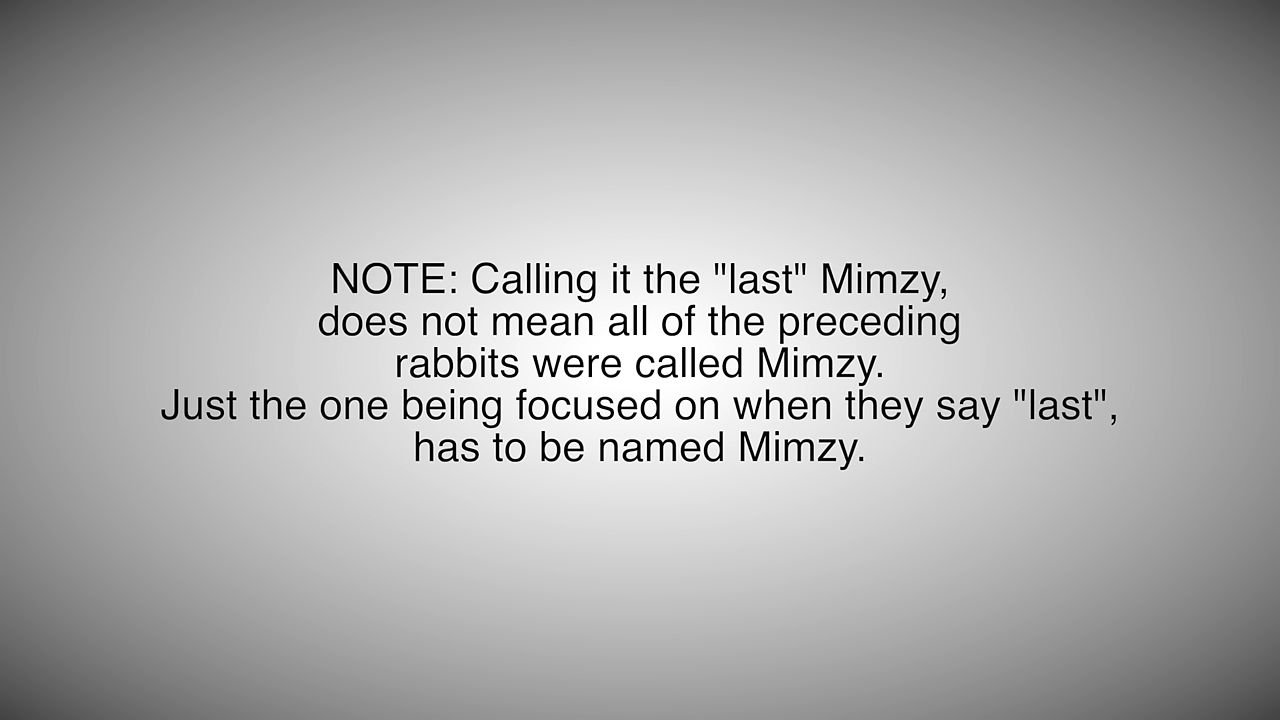 NOTE: Calling it the "last" Mimzy,
does not mean all of the preceding
rabbits were called Mimzy.
Just the one being focused on when they say "last",
has to be named Mimzy.